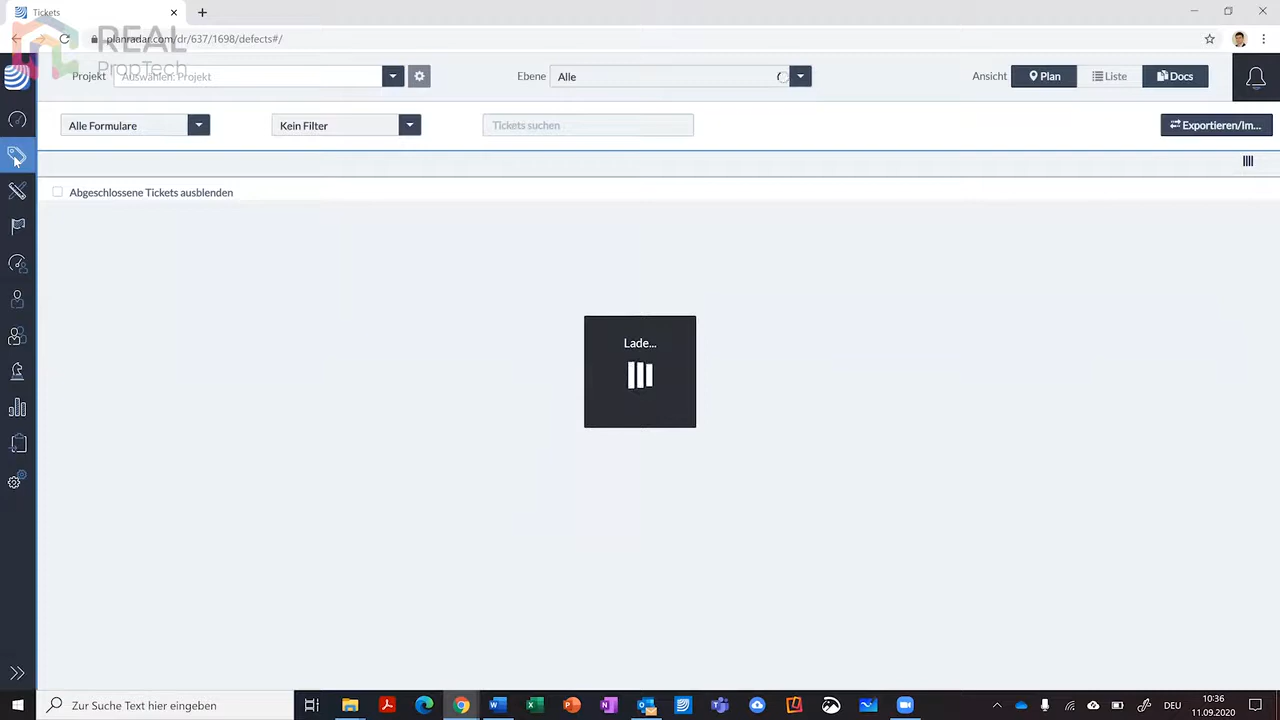 Tickets
planradar.com/dr/637/1698/defects#/
REAL
PropTech
Projekt
Auswählen: Projekt
Ebene
Alle
Ansicht
Plan
Liste
Docs
Alle Formulare
Kein Filter
Tickets suchen
Exportieren/Im...
Abgeschlossene Tickets ausblenden
Lade...
Zur Suche Text hier eingeben
DEU
10:36
11.09.2020